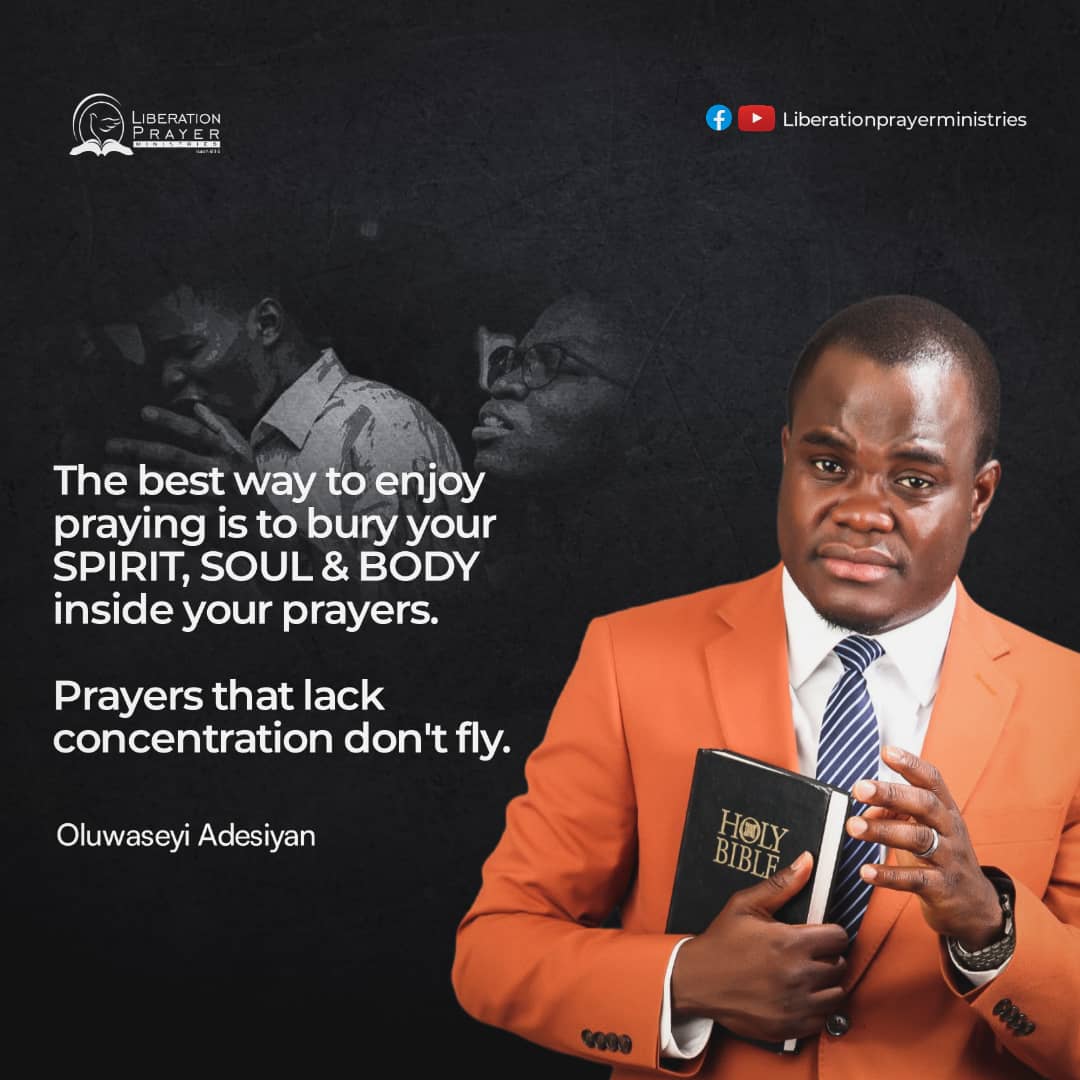 LIBERATION
PRAYER
MINISTRIES
Liberationprayerministries
The best way to enjoy
praying is to bury your
SPIRIT, SOUL & BODY
inside your prayers.
Prayers that lack
concentration don't fly.
Oluwaseyi Adesiyan
HOLY
BIBLE